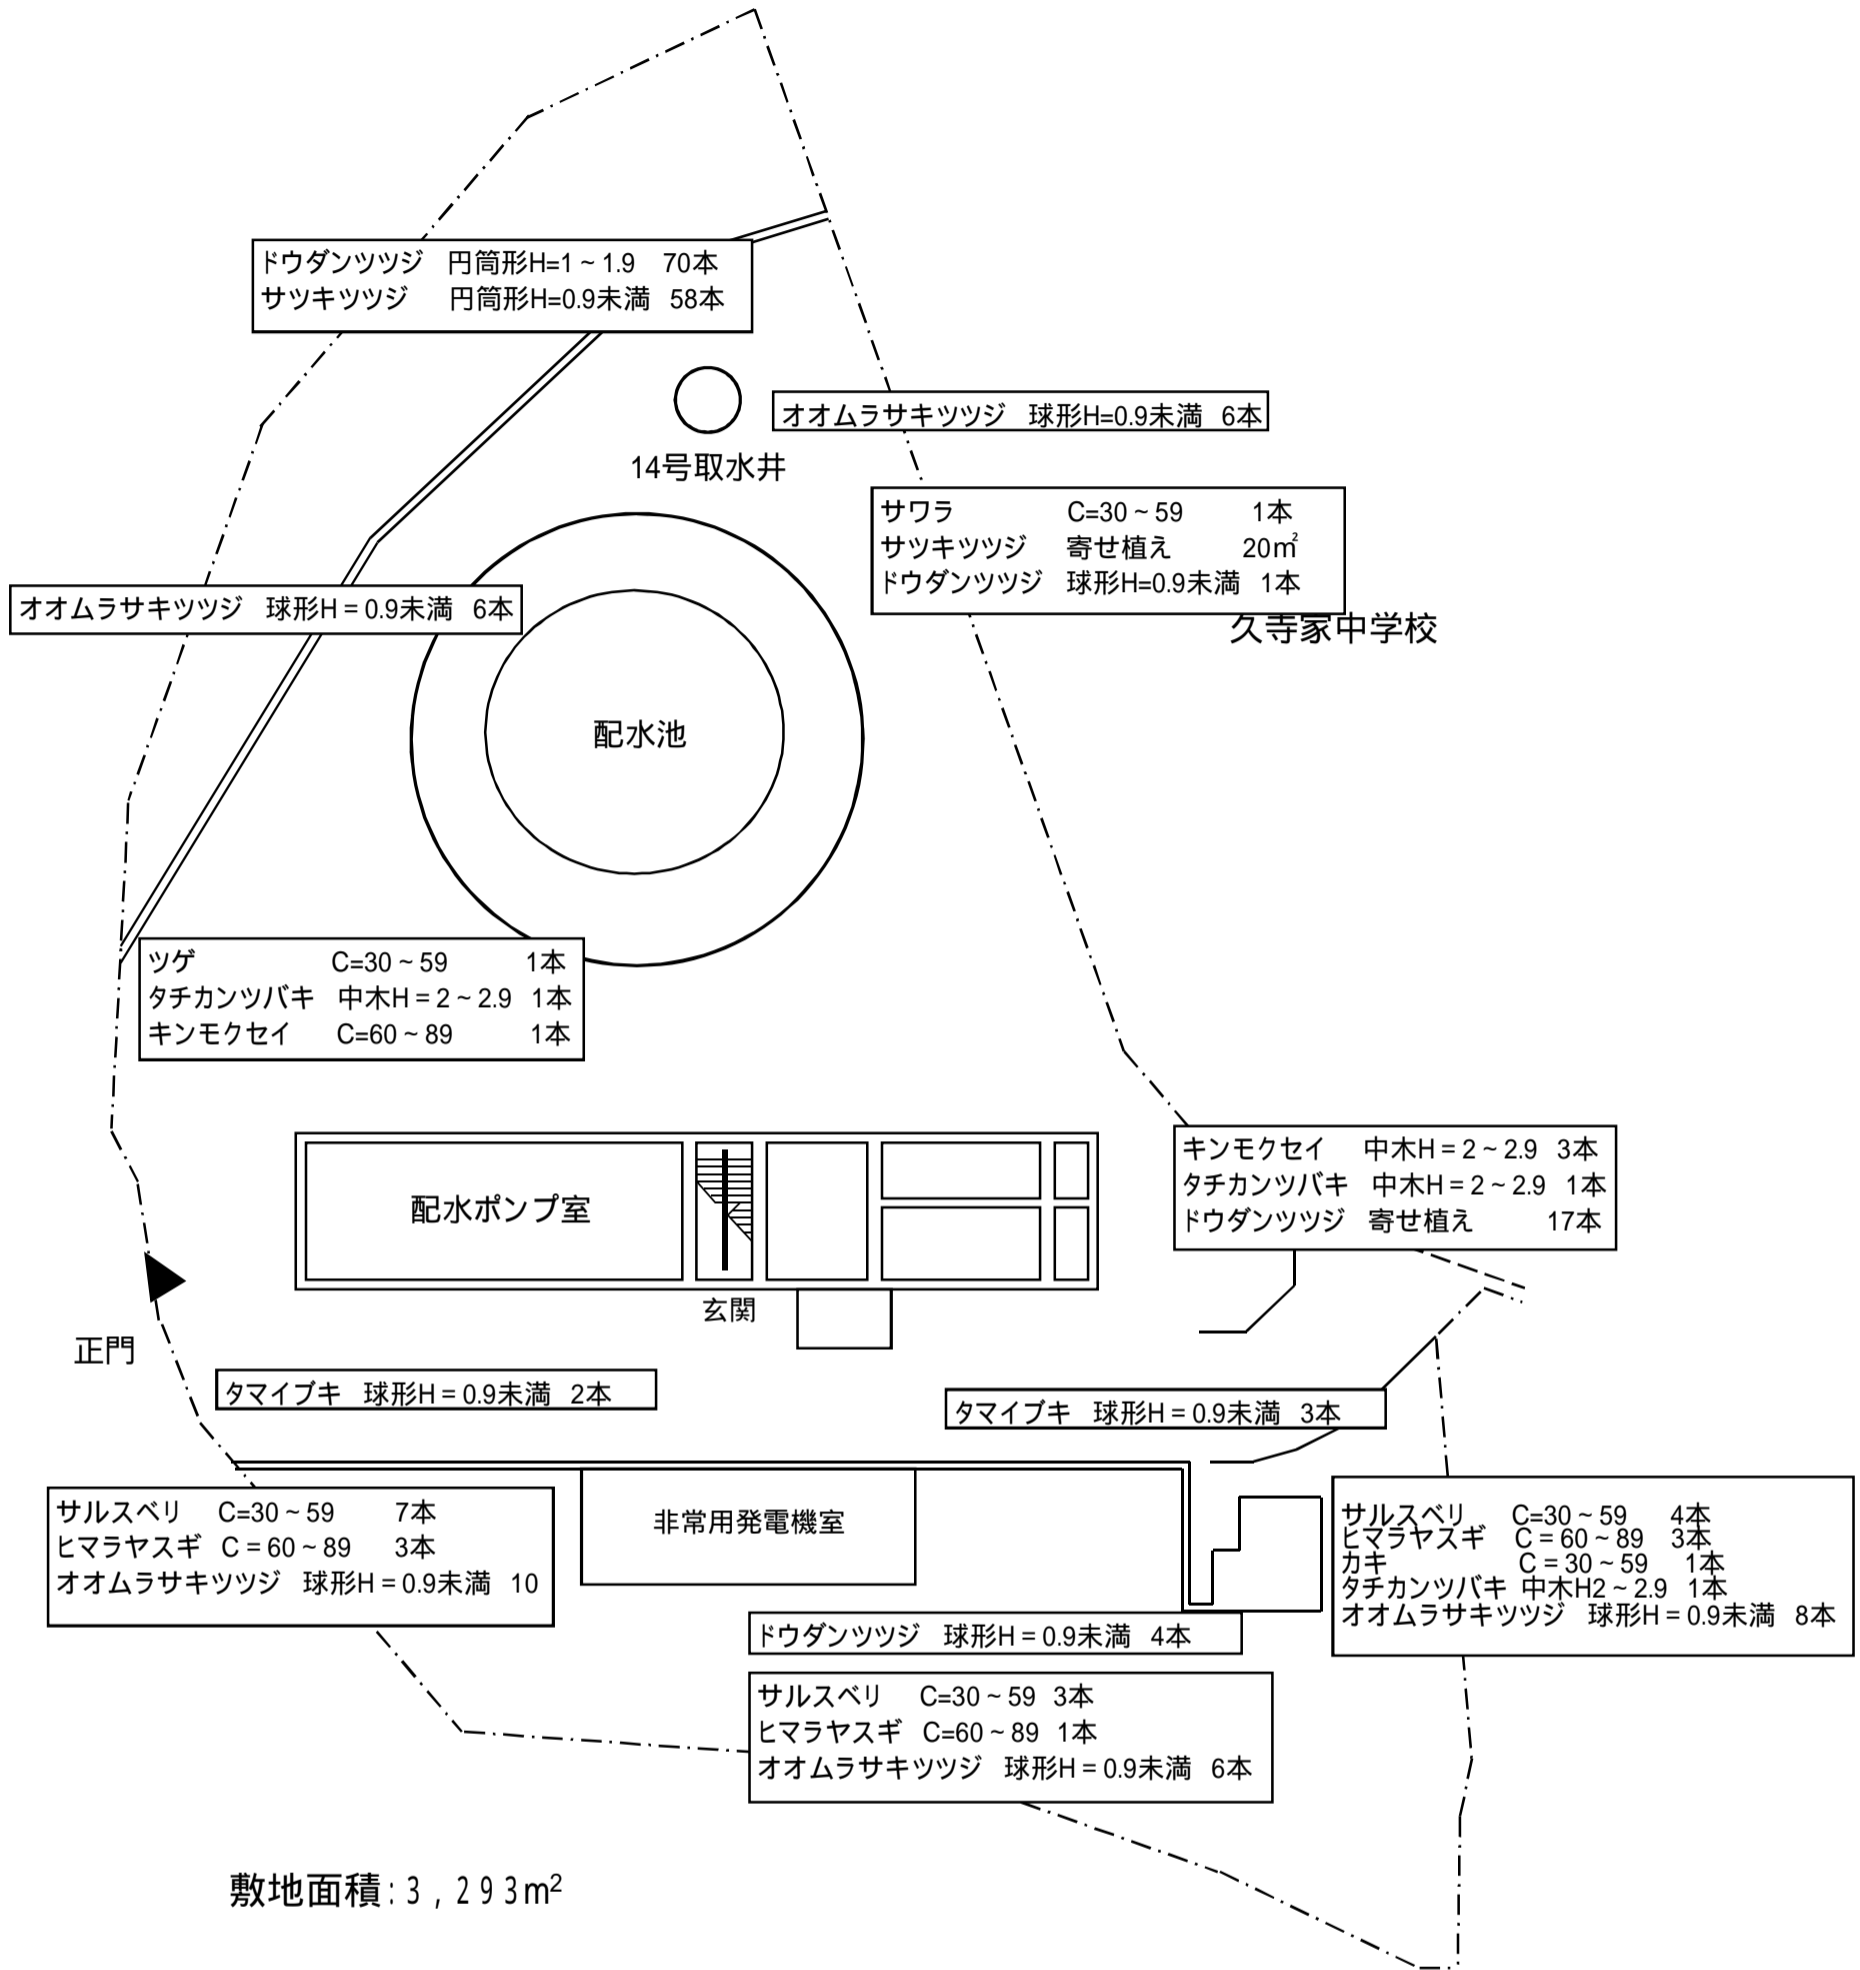 ドウダンツツジ 円筒形H=1～1.9 70本
サツキツツジ 円筒形H=0.9未満 58本
オオムラサキツツジ 球形H=0.9未満 6本
14号取水井
サワラ C=30～59 1本
サツキツツジ 寄せ植え 20㎡
ドウダンツツジ 球形H=0.9未満 1本
久寺家中学校
オオムラサキツツジ 球形H=0.9未満 6本
配水池
ツゲ C=30～59 1本
タチカンツバキ 中木H=2～2.9 1本
キンモクセイ C=60～89 1本
キンモクセイ 中木H=2～2.9 3本
タチカンツバキ 中木H=2～2.9 1本
ドウダンツツジ 寄せ植え 17本
配水ポンプ室
玄関
正門
タマイブキ 球形H=0.9未満 2本
タマイブキ 球形H=0.9未満 3本
サルスベリ C=30～59 7本
ヒマラヤスギ C=60～89 3本
オオムラサキツツジ 球形H=0.9未満 10
非常用発電機室
サルスベリ C=30～59 4本
ヒマラヤスギ C=60～89 3本
カキ C=30～59 1本
タチカンツバキ 中木H2～2.9 1本
オオムラサキツツジ 球形H=0.9未満 8本
ドウダンツツジ 球形H=0.9未満 4本
サルスベリ C=30～59 3本
ヒマラヤスギ C=60～89 1本
オオムラサキツツジ 球形H=0.9未満 6本
敷地面積:3,293m²